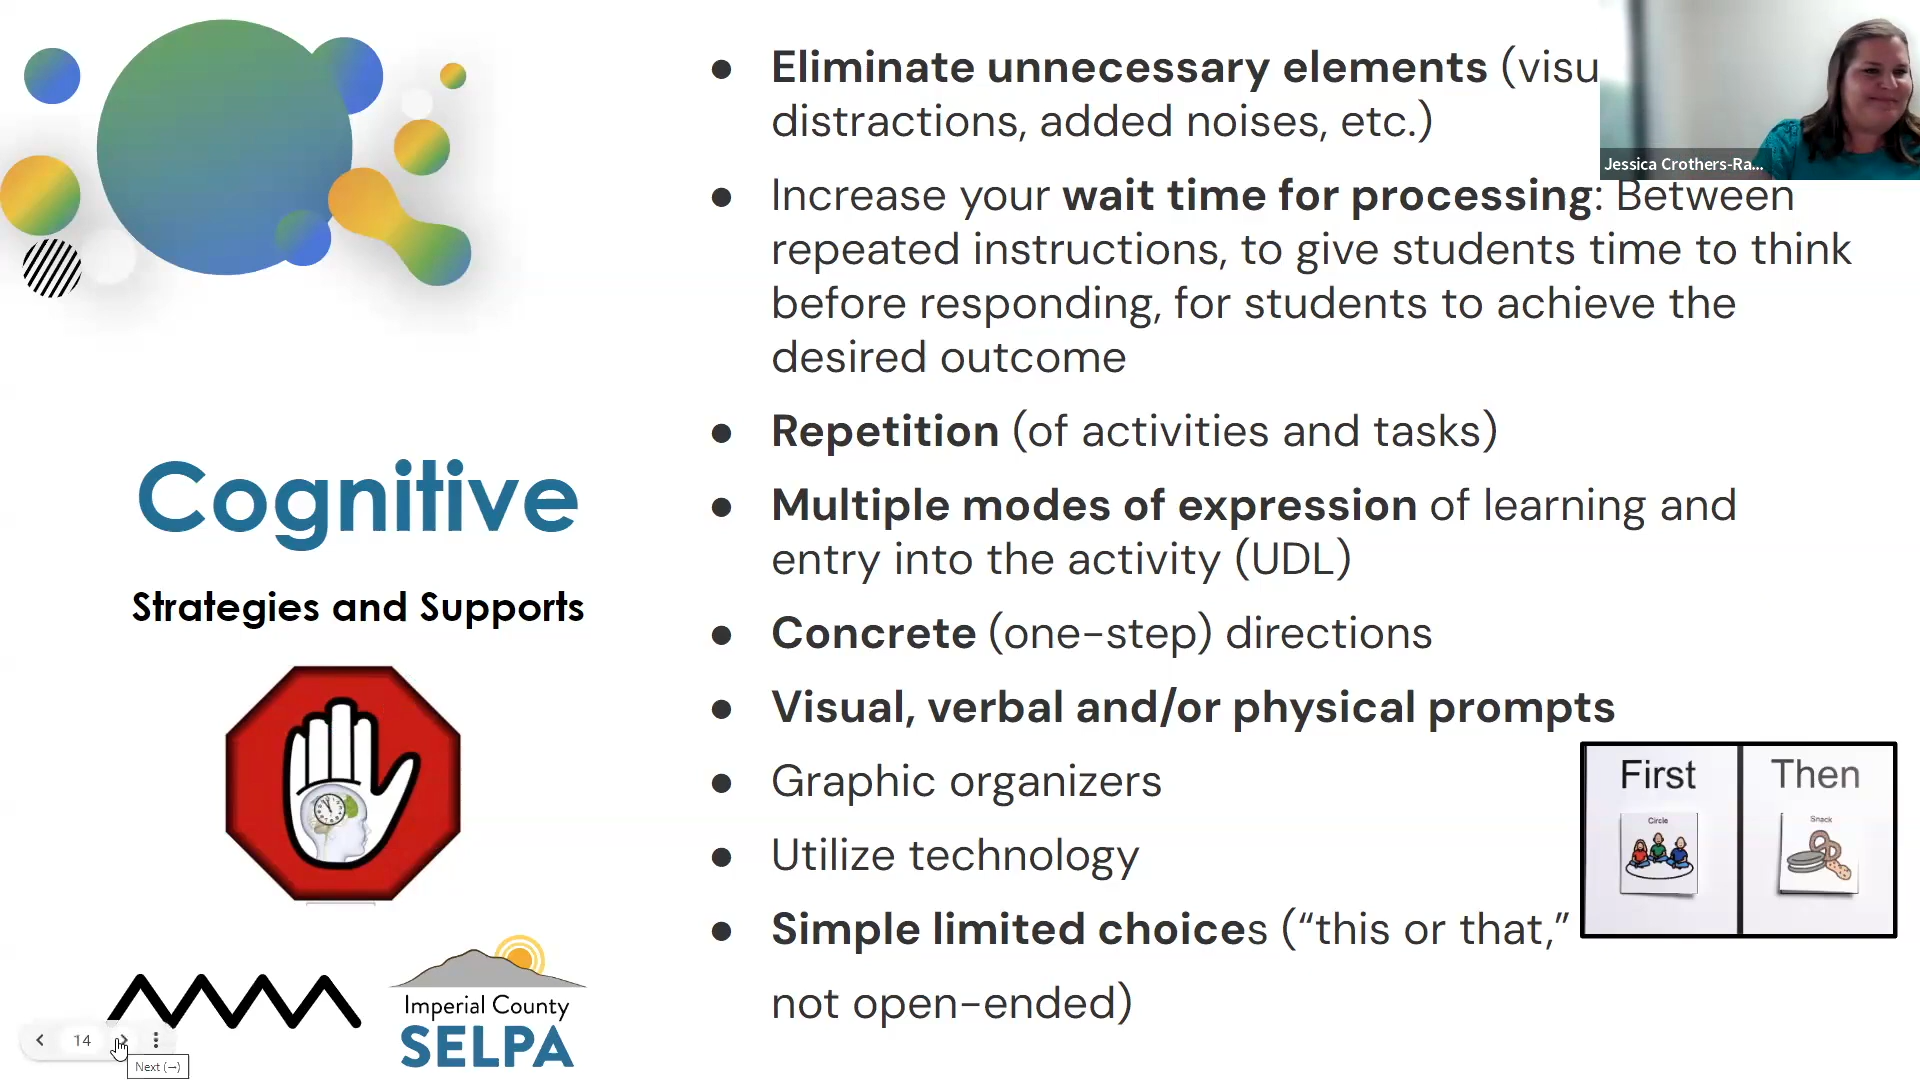 Eliminate unnecessary elements (visu
distractions, added noises, etc.)
Increase your wait time for processing: Between
repeated instructions, to give students time to think
before responding, for students to achieve the
desired outcome
Repetition (of activities and tasks)
Multiple modes of expression of learning and
entry into the activity (UDL)
Concrete (one-step) directions
Visual, verbal and/or physical prompts
Graphic organizers
Utilize technology
Simple limited choices (“this or that,”
not open-ended)
Jessica Crothers-Ra...
Cognitive
Strategies and Supports
First
Then
Circle
Snack
Imperial County
SELPA
14
Next (→)